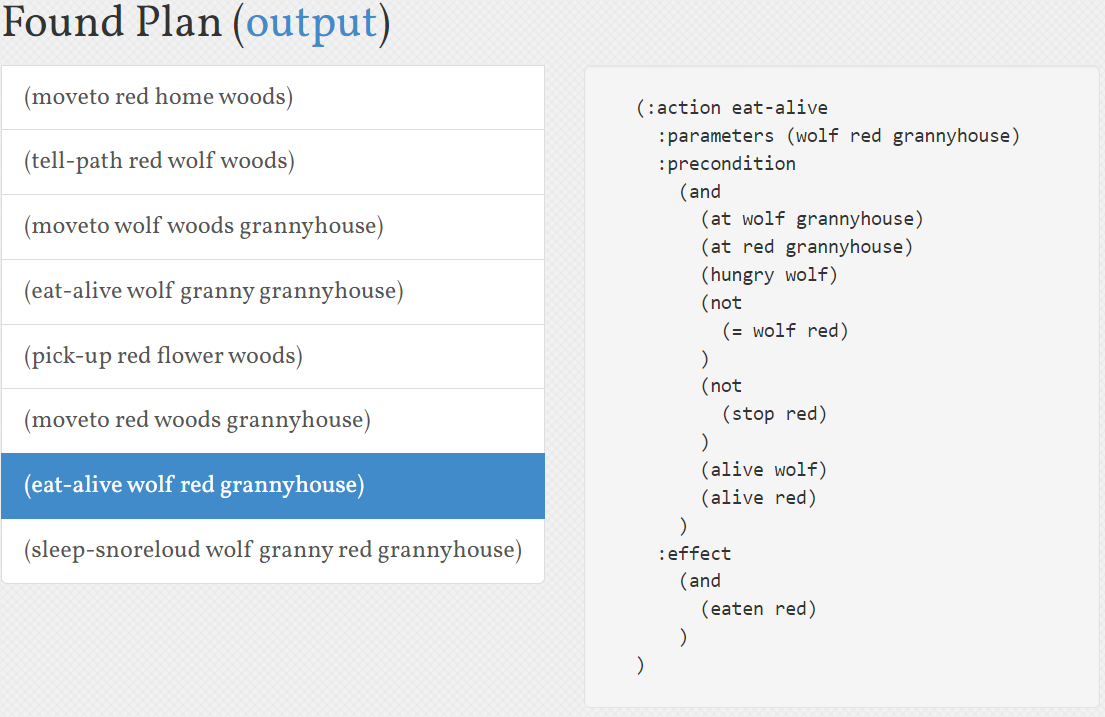 Found Plan (output)
(moveto red home woods)
(tell-path red wolf woods)
(moveto wolf woods grannyhouse)
(eat-alive wolf granny grannyhouse)
(pick-up red flower woods)
(moveto red woods grannyhouse)
(eat-alive wolf red grannyhouse)
(sleep-snoreloud wolf granny red grannyhouse)
(:action eat-alive
:parameters (wolf red grannyhouse)
:precondition
(and
(at wolf grannyhouse)
(at red grannyhouse)
(hungry wolf)
(not
(= wolf red)
)
(not
(stop red)
)
(alive wolf)
(alive red)
)
:effect
(and
(eaten red)
)
)